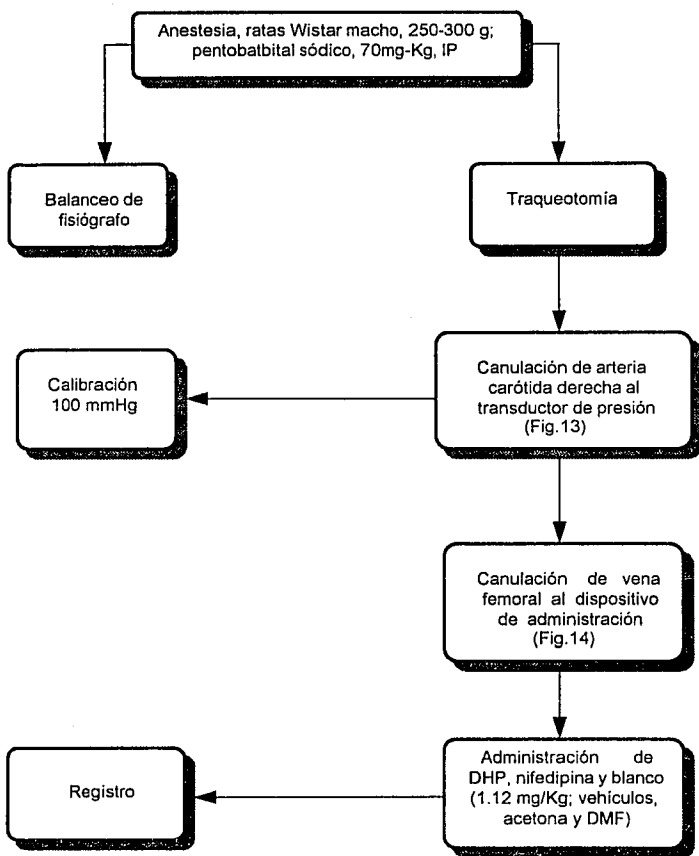 Anestesia, ratas Wistar macho, 250-300 g;
pentobatbital sódico, 70mg-Kg, IP
Balanceo de
fisiógrafo
Traqueotomía
Calibración
100 mmHg
Canulación de arteria
carótida derecha al
transductor de presión
(Fig.13)
Canulación de vena
femoral al dispositivo
de administración
(Fig.14)
Registro
Administración de
DHP, nifedipina y blanco
(1.12 mg/Kg; vehículos,
acetona y DMF)